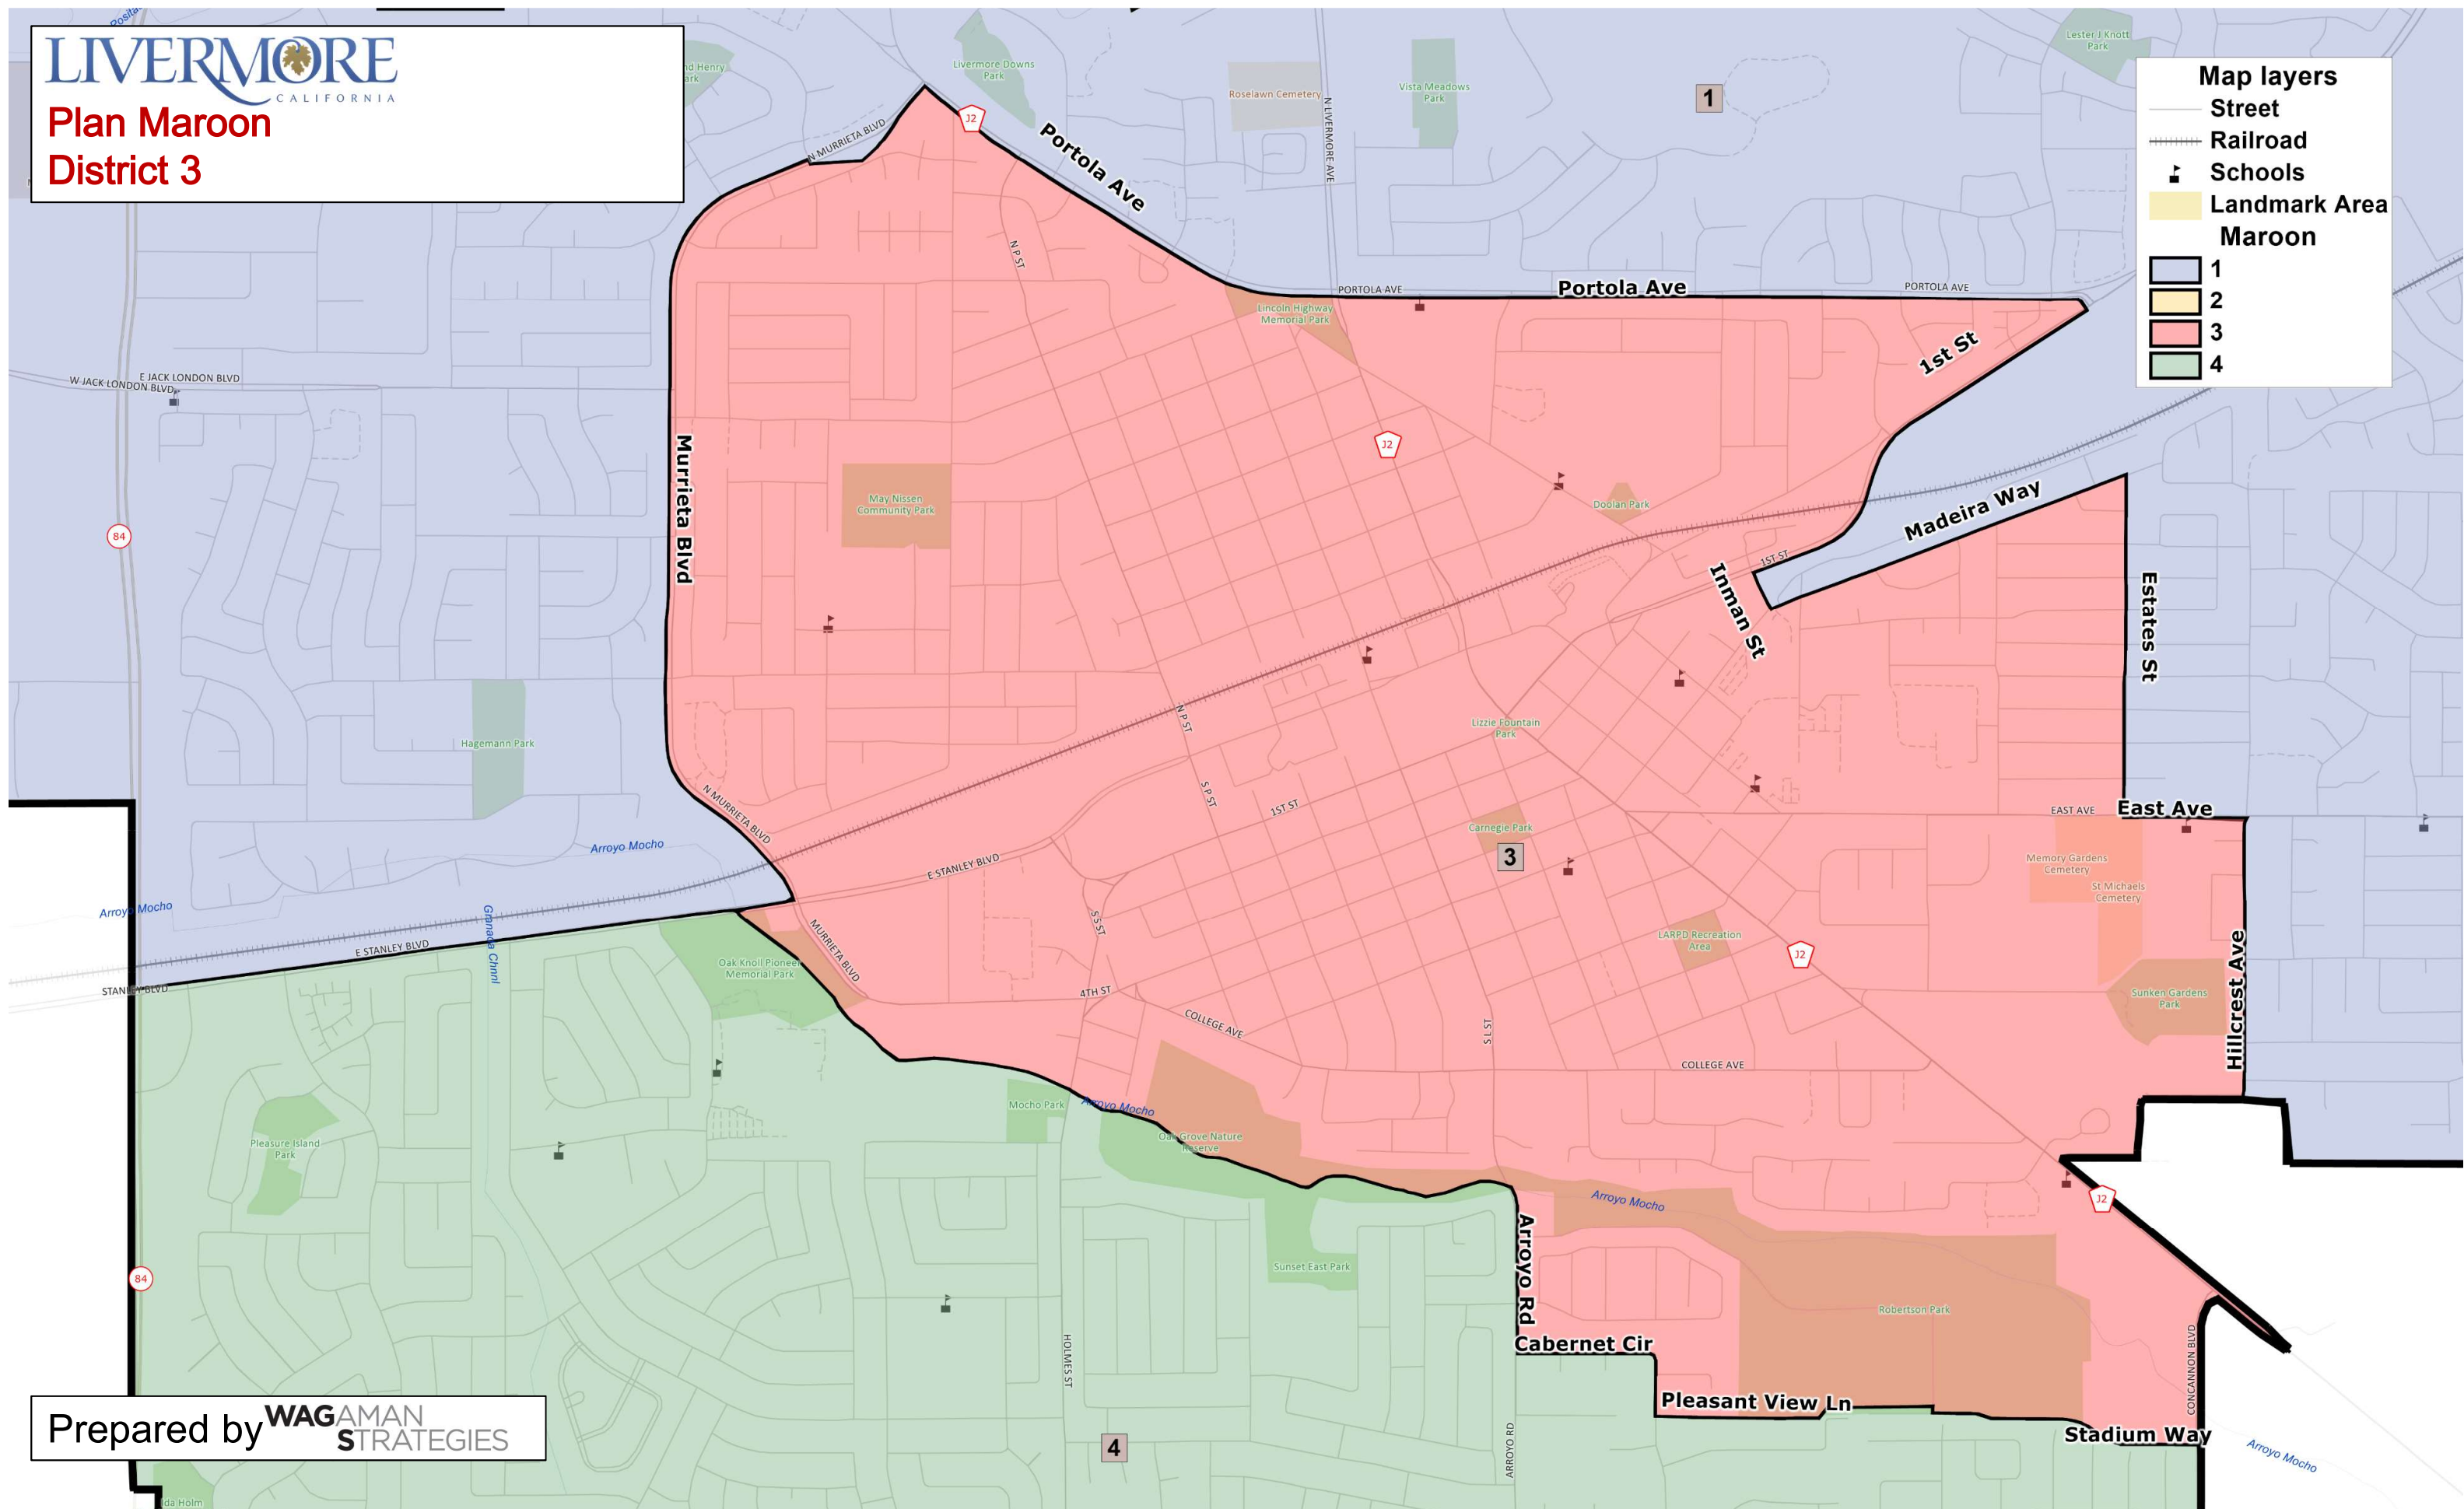 LIVERMORE
CALIFORNIA
Plan Maroon
District 3
Map layers
Street
Railroad
Schools
Landmark Area
Maroon
1
2
3
4
Livermore Downs
Park
Roselawn Cemetery
Vista Meadows
Park
Lester J Knott
Park
1
N MURRIETA BLVD
J2
Portola Ave
N LIVERMORE AVE
N P ST
PORTOLA AVE
Portola Ave
PORTOLA AVE
Lincoln Highway
Memorial Park
1st St
W JACK LONDON BLVD
E JACK LONDON BLVD
Murrieta Blvd
J2
May Nissen
Community Park
Doolan Park
Madeira Way
84
1ST ST
Inman St
Estates St
Hagemann Park
N P ST
Lizzie Fountain
Park
N MURRIETA BLVD
S P ST
1ST ST
EAST AVE
East Ave
Arroyo Mocho
Carnegie Park
3
E STANLEY BLVD
Memory Gardens
Cemetery
St Michaels
Cemetery
Arroyo Mocho
Granada Chnnl
E STANLEY BLVD
STANLEY BLVD
MURRIETA BLVD
S S ST
LARPD Recreation
Area
J2
Oak Knoll Pioneer
Memorial Park
4TH ST
COLLEGE AVE
S L ST
Sunken Gardens
Park
Hillcrest Ave
COLLEGE AVE
Mocho Park
Arroyo Mocho
Pleasure Island
Park
Oak Grove Nature
Reserve
Arroyo Mocho
J2
Sunset East Park
Arroyo Rd
84
Robertson Park
HOLMES ST
Cabernet Cir
CONCANNON BLVD
Pleasant View Ln
Stadium Way
ARROYO RD
4
Arroyo Mocho
Prepared by WAGAMAN
STRATEGIES